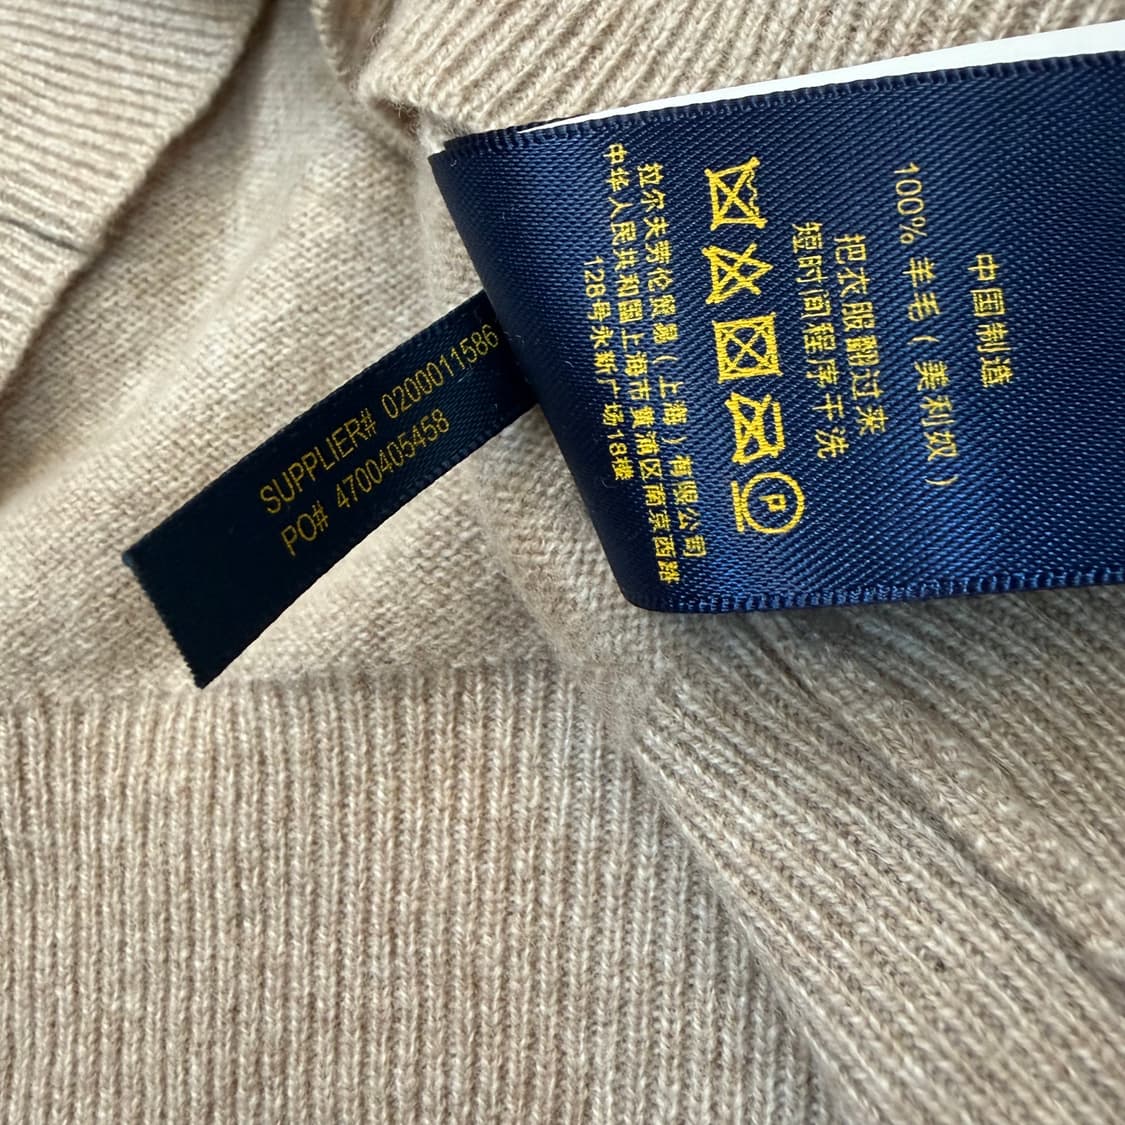 中国制造
100% 羊毛（美利奴）
把衣服翻过来
短时间程序干洗
P
拉尔夫劳伦贸易（上海）有限公司
中华人民共和国上海市黄浦区南京西路
128号永新广场18楼
SUPPLIER# 0200011586
PO# 4700405458